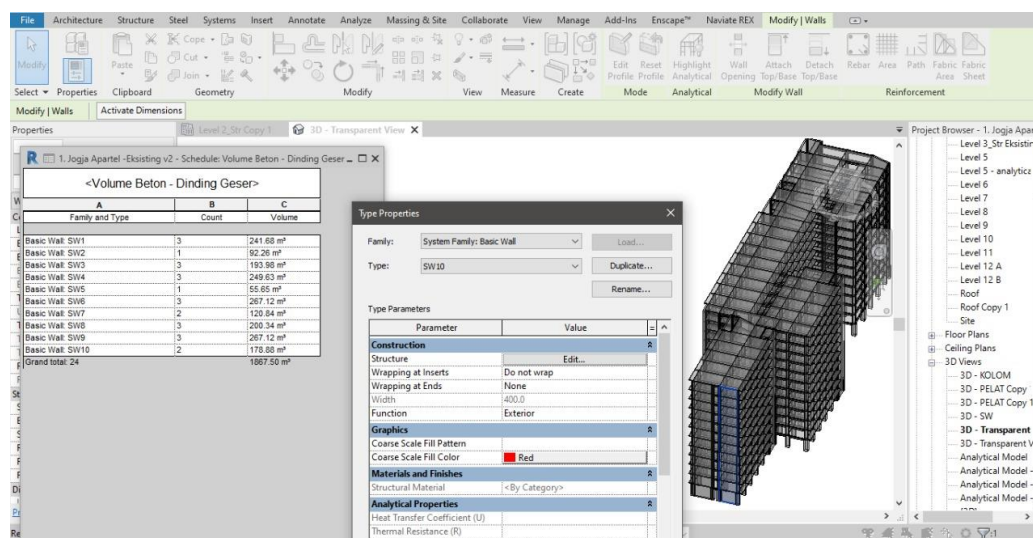 File Architecture Structure Steel Systems Insert Annotate Analyze Massing & Site Collaborate View Manage Add-Ins Enscape™ Naviate REX Modify | Walls
Modify Paste Cope Cut Join Edit Profile Reset Profile Highlight Analytical Wall Opening Attach Top/Base Detach Top/Base Rebar Area Path Fabric Area Fabric Sheet
Select Properties Clipboard Geometry Modify View Measure Create Mode Analytical Modify Wall Reinforcement
Modify | Walls Activate Dimensions
Properties Level 2_Str Copy 1 3D - Transparent View X Project Browser - 1. Jogja Apar
1. Jogja Apartel -Eksisting v2 - Schedule: Volume Beton - Dinding Geser
<Volume Beton - Dinding Geser>
A B C
Family and Type Count Volume
Basic Wall: SW1 3 241.68 m³
Basic Wall: SW2 1 92.26 m³
Basic Wall: SW3 3 193.98 m³
Basic Wall: SW4 3 249.63 m³
Basic Wall: SW5 1 55.65 m³
Basic Wall: SW6 3 267.12 m³
Basic Wall: SW7 2 120.84 m³
Basic Wall: SW8 3 200.34 m³
Basic Wall: SW9 3 267.12 m³
Basic Wall: SW10 2 178.88 m³
Grand total: 24 1867.50 m³
Type Properties
Family: System Family: Basic Wall Load...
Type: SW10 Duplicate...
Rename...
Type Parameters
Parameter Value =
Construction
Structure Edit...
Wrapping at Inserts Do not wrap
Wrapping at Ends None
Width 400.0
Function Exterior
Graphics
Coarse Scale Fill Pattern
Coarse Scale Fill Color Red
Materials and Finishes
Structural Material <By Category>
Analytical Properties
Heat Transfer Coefficient (U)
Thermal Resistance (R)
Level 3_Str Eksistin
Level 5
Level 5 - analytica
Level 6
Level 7
Level 8
Level 9
Level 10
Level 11
Level 12 A
Level 12 B
Roof
Roof Copy 1
Site
Floor Plans
Ceiling Plans
3D Views
3D - KOLOM
3D - PELAT Copy
3D - PELAT Copy 1
3D - SW
3D - Transparent
3D - Transparent V
Analytical Model
Analytical Model -
Analytical Model -
Analytical Model -
:1